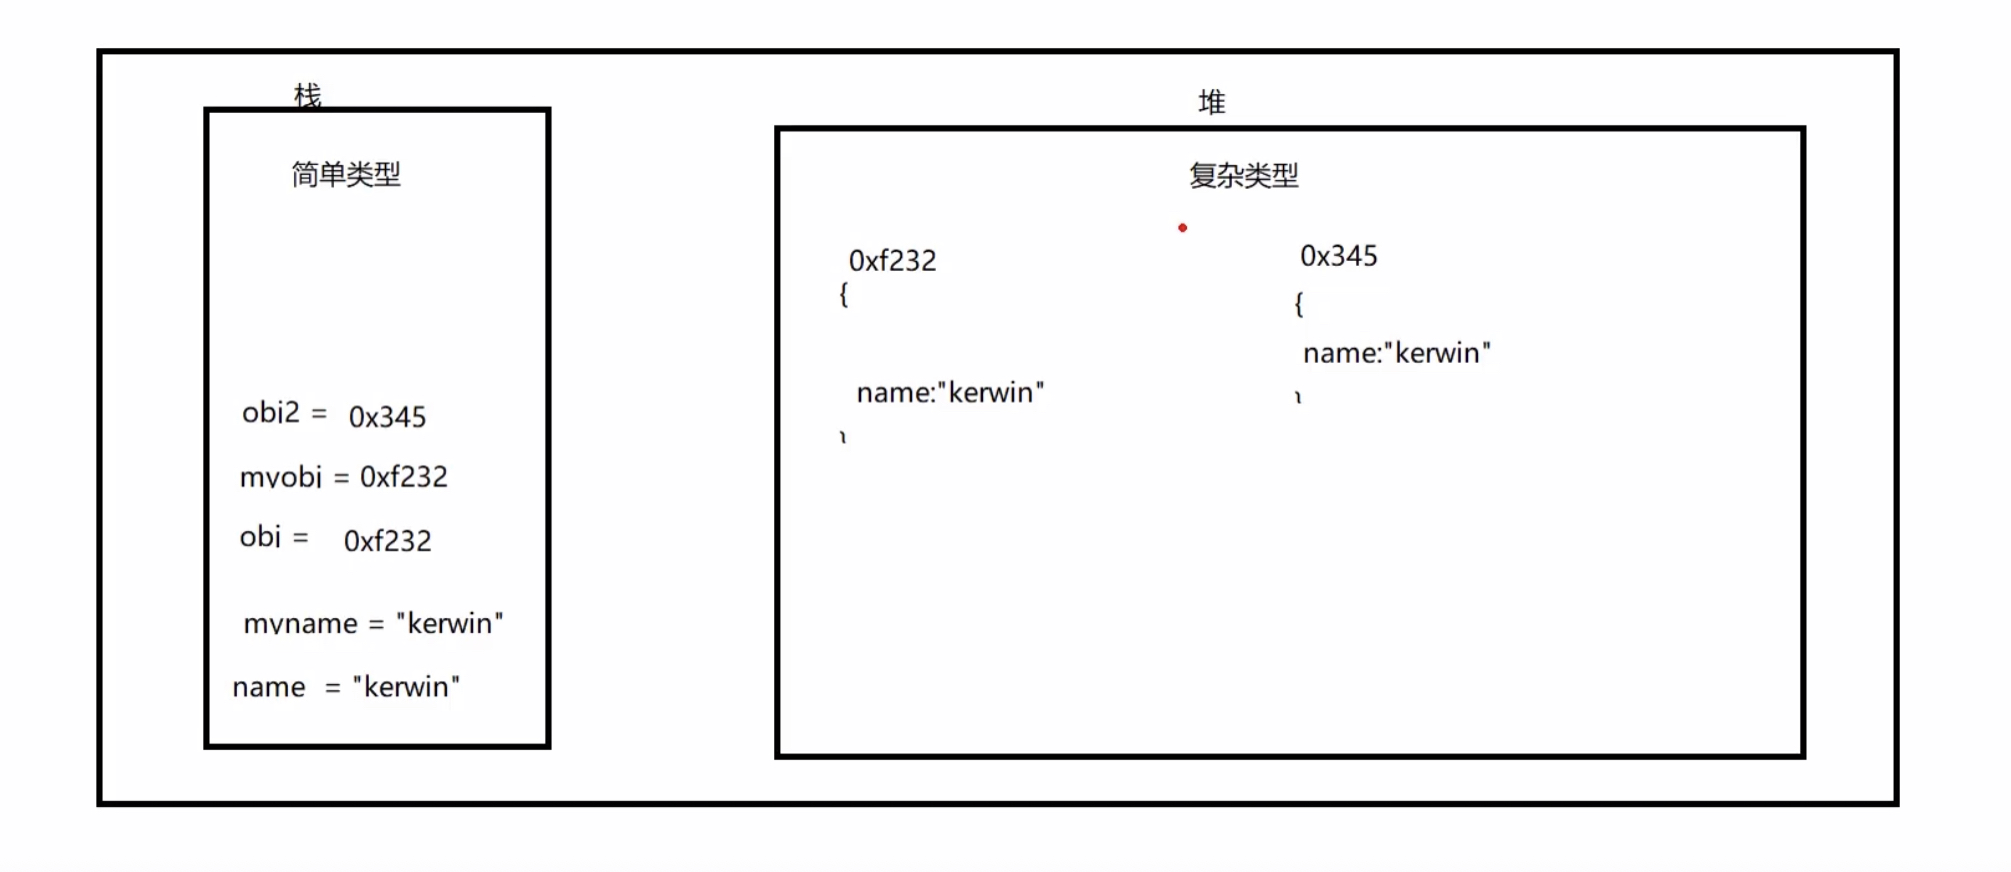 栈
简单类型
obj2 = 0x345
myobj = 0xf232
obj = 0xf232
myname = "kerwin"
name = "kerwin"
堆
复杂类型
0xf232
{
name:"kerwin"
}
0x345
{
name:"kerwin"
}